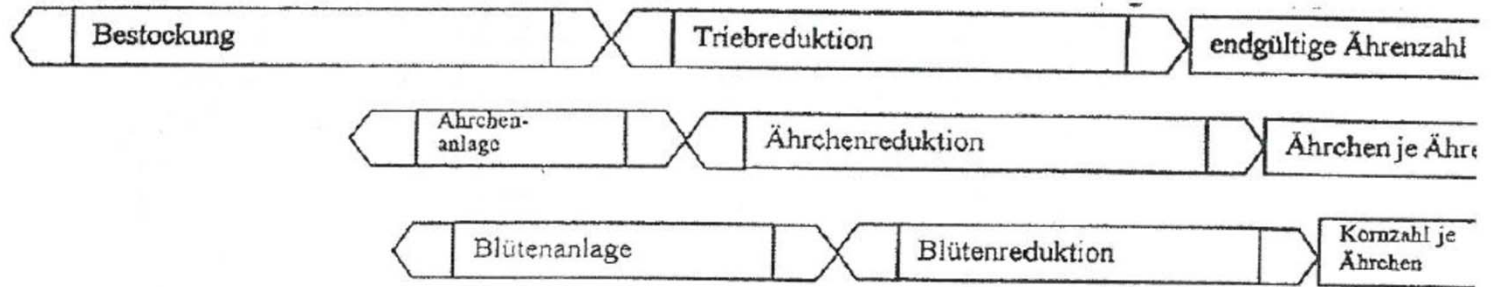 Bestockung
Triebreduktion
endgültige Ährenzahl
Ährchen-
anlage
Ährchenreduktion
Ährchen je Ähre
Blütenanlage
Blütenreduktion
Kornzahl je
Ährchen